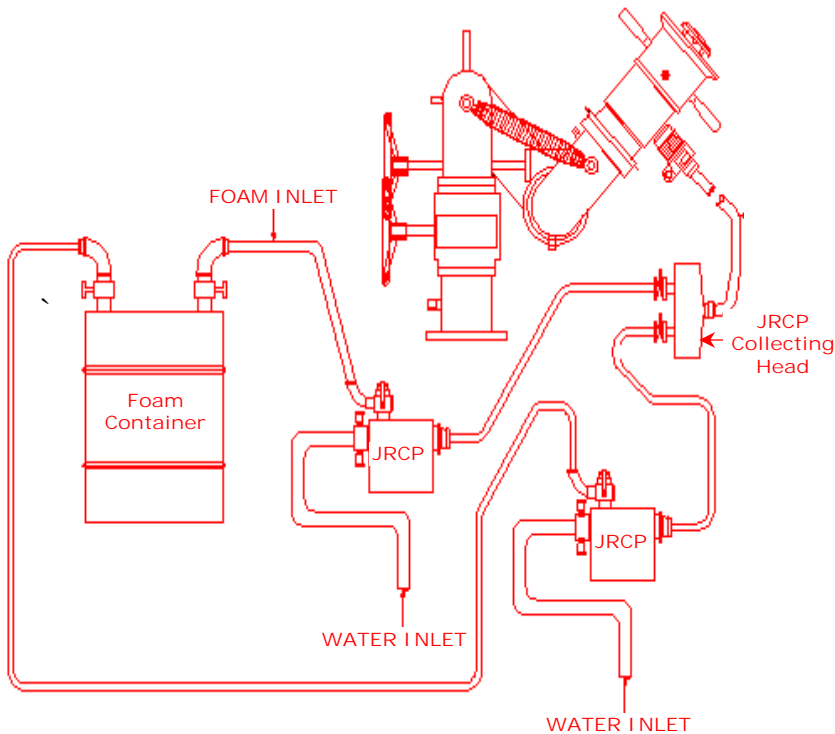 FOAM INLET
JRCP
Collecting
Head
Foam
Container
JRCP
JRCP
WATER INLET
WATER INLET